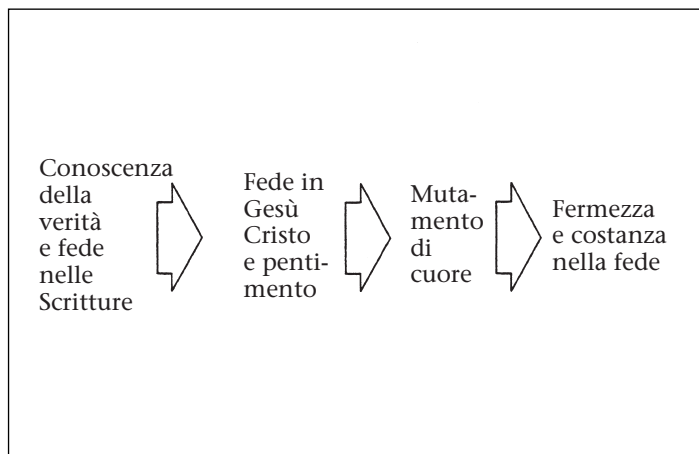 Conoscenza
della
verità
e fede
nelle
Scritture
Fede in
Gesù
Cristo
e penti-
mento
Muta-
mento
di
cuore
Fermezza
e costanza
nella fede